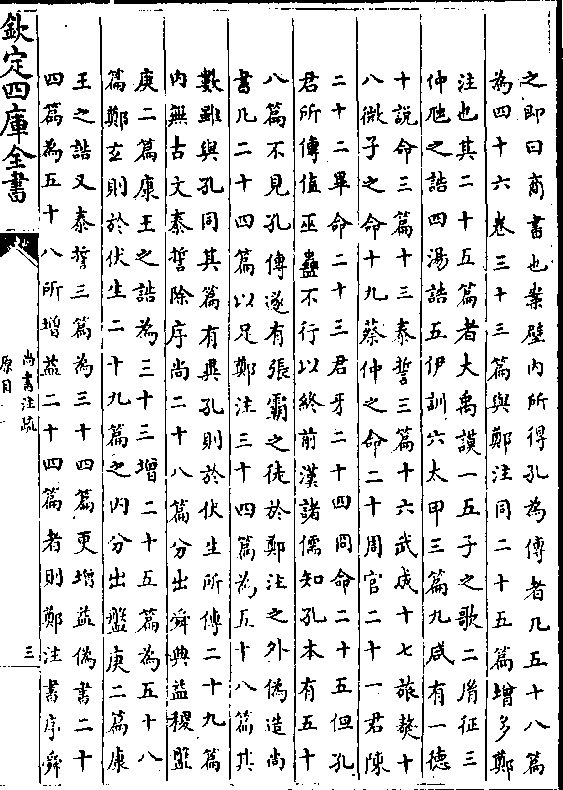 之即曰商書也案壁内所得孔為傳者凡五十八篇
為四十六卷三十三篇與鄭注同二十五篇增多鄭
注也其二十五篇者大禹謨一五子之歌二胤征三
仲虺之誥四湯誥五伊訓六太甲三篇九咸有一德
十說命三篇十三泰誓三篇十六武成十七旅獒十
八微子之命十九蔡仲之命二十周官二十一君陳
二十二畢命二十三君牙二十四冏命二十五但孔
君所傳值巫蠱不行以終前漢諸儒知孔本有五十
八篇不見孔傳遂有張霸之徒於鄭注之外偽造尚
書凡二十四篇以足鄭注三十四篇為五十八篇其
數雖與孔同其篇有異孔則於伏生所傳二十九篇
内無古文泰誓除序尚二十八篇分出舜典益稷盤
庚二篇康王之誥為三十三增二十五篇為五十八
篇鄭玄則於伏生二十九篇之内分出盤庚二篇康
王之誥又泰誓三篇為三十四篇更增益偽書二十
四篇為五十八所增益二十四篇者則鄭注書序舜
欽定四庫全書
尚書注疏
原目
三